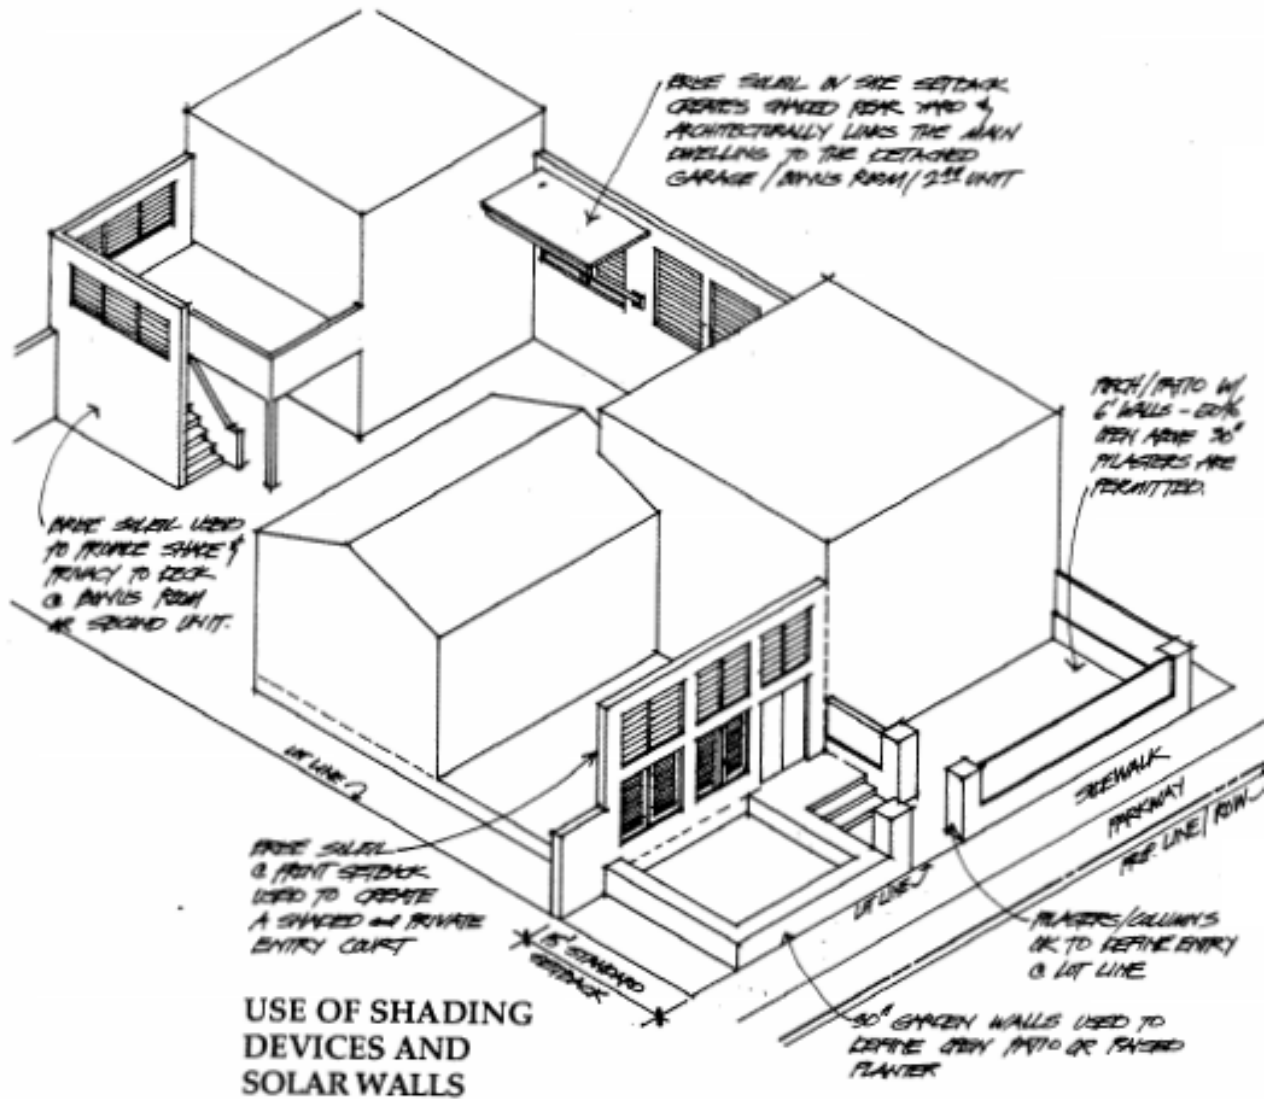 BRISE SOLEIL IN SIDE SETBACK
CREATES SHADED REAR YARD &
ARCHITECTURALLY LINKS THE MAIN
DWELLING TO THE DETACHED
GARAGE / BONUS ROOM / 2ND UNIT
PORCH/PATIO W/
6' WALLS - 50%
OPEN ABOVE 30"
PILASTERS ARE
PERMITTED.
BRISE SOLEIL USED
TO PROVIDE SHADE &
PRIVACY TO DECK
@ BONUS ROOM
OR SECOND UNIT.
LOT LINE
SIDEWALK
PARKWAY
PROP. LINE / ROW
BRISE SOLEIL
@ FRONT SETBACK
USED TO CREATE
A SHADED and PRIVATE
ENTRY COURT
LOT LINE
15' STANDARD
SETBACK
PILASTERS/COLUMNS
OK TO DEFINE ENTRY
@ LOT LINE
30" GARDEN WALLS USED TO
DEFINE OPEN PATIO OR RAISED
PLANTER
USE OF SHADING
DEVICES AND
SOLAR WALLS